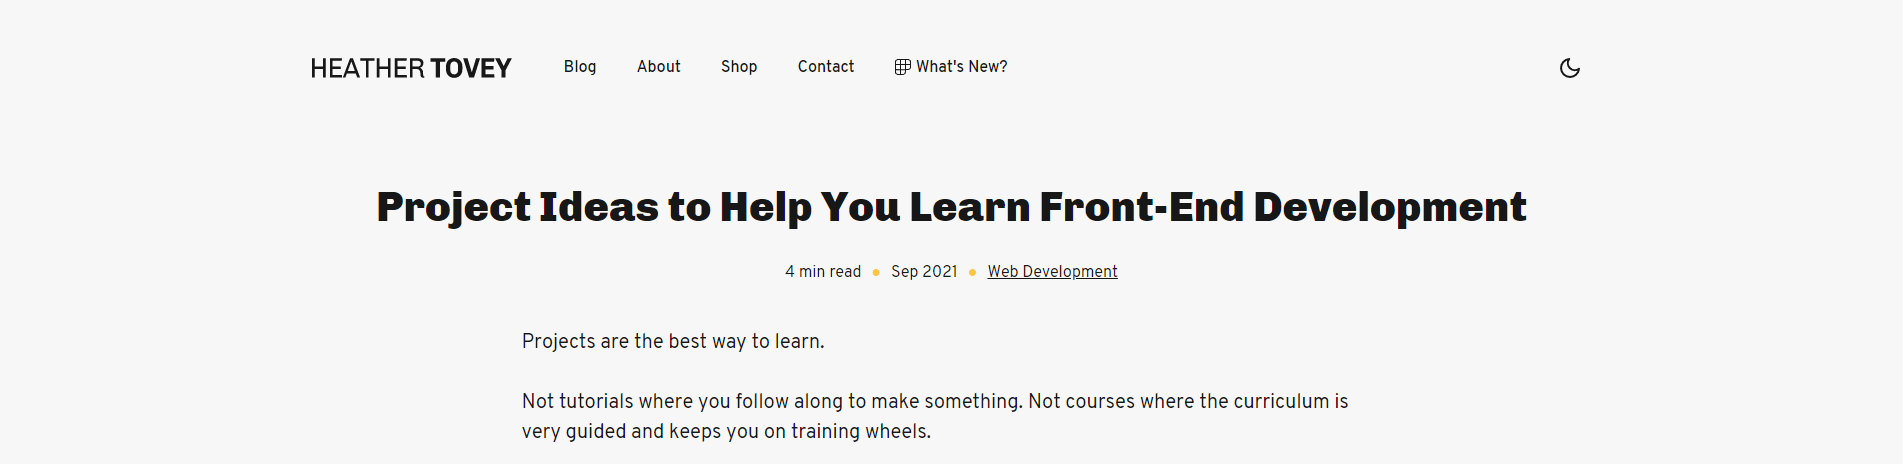 HEATHER TOVEY Blog About Shop Contact What's New?
Project Ideas to Help You Learn Front-End Development
4 min read Sep 2021 Web Development
Projects are the best way to learn.
Not tutorials where you follow along to make something. Not courses where the curriculum is
very guided and keeps you on training wheels.